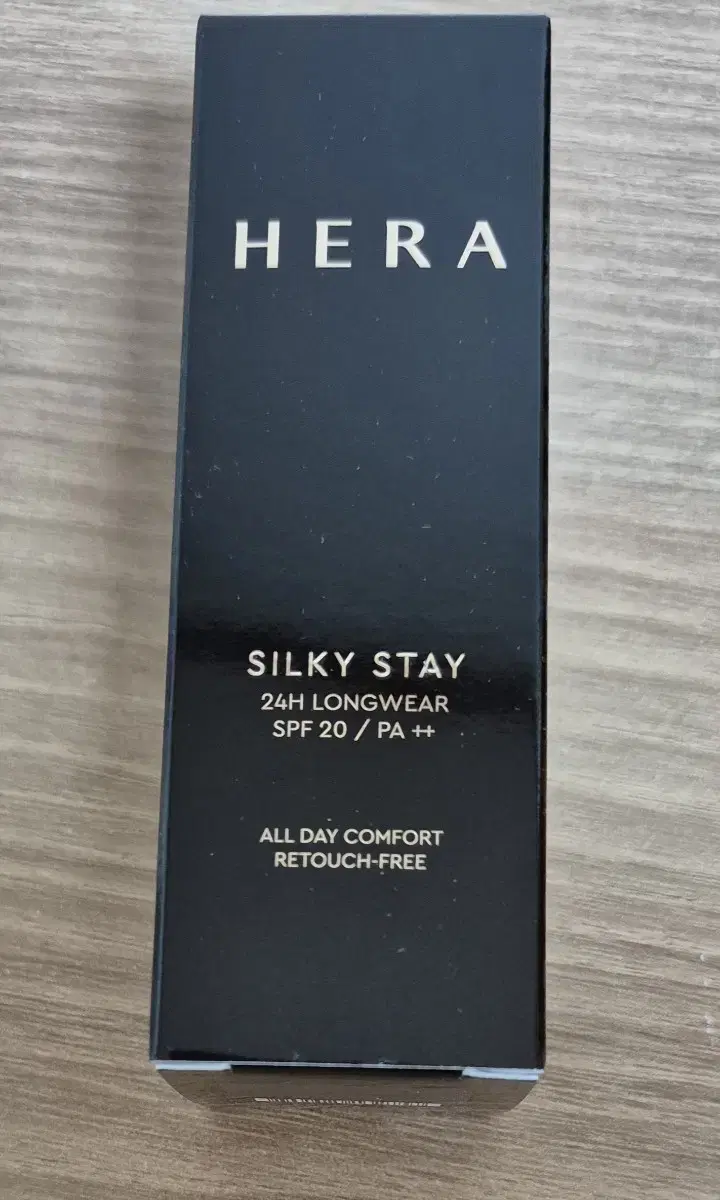 HERA
SILKY STAY
24H LONGWEAR
SPF 20 / PA ++
ALL DAY COMFORT
RETOUCH-FREE